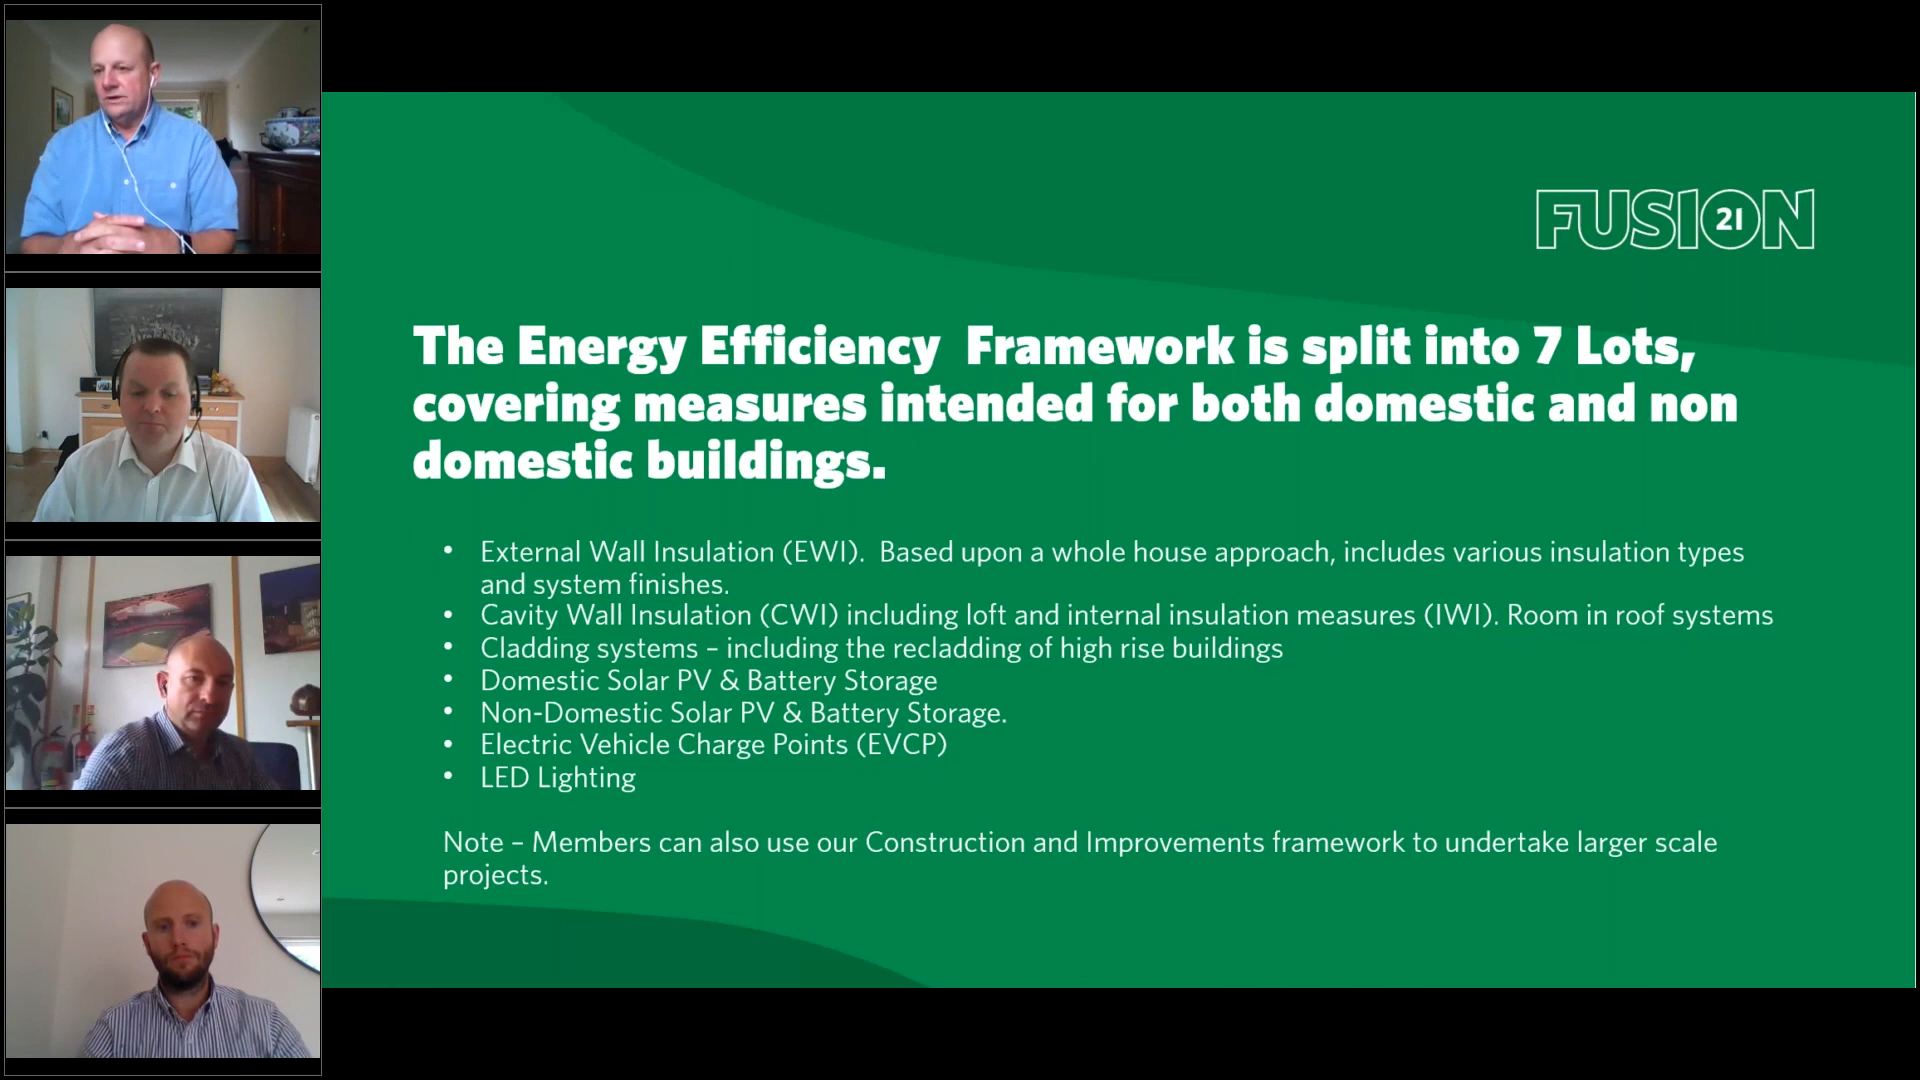 FUSION 21
The Energy Efficiency  Framework is split into 7 Lots,
covering measures intended for both domestic and non
domestic buildings.
• External Wall Insulation (EWI).  Based upon a whole house approach, includes various insulation types
and system finishes.
• Cavity Wall Insulation (CWI) including loft and internal insulation measures (IWI). Room in roof systems
• Cladding systems – including the recladding of high rise buildings
• Domestic Solar PV & Battery Storage
• Non-Domestic Solar PV & Battery Storage.
• Electric Vehicle Charge Points (EVCP)
• LED Lighting
Note – Members can also use our Construction and Improvements framework to undertake larger scale
projects.